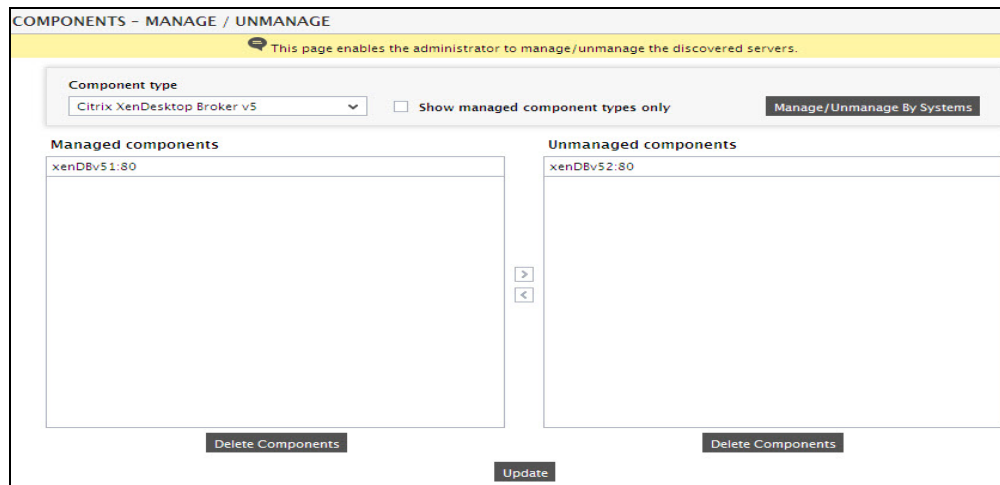 COMPONENTS - MANAGE / UNMANAGE
This page enables the administrator to manage/unmanage the discovered servers.
Component type
Citrix XenDesktop Broker v5
Show managed component types only
Manage/Unmanage By Systems
Managed components
Unmanaged components
xenDBv51:80
xenDBv52:80
>
<
Delete Components
Delete Components
Update